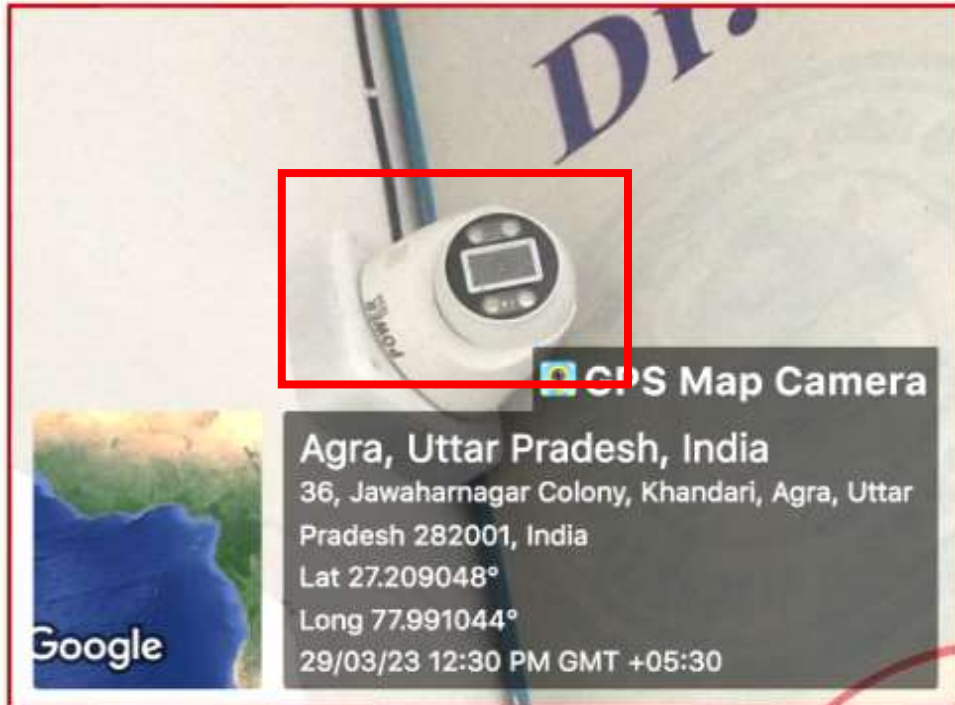 Dr.
POWER
GPS Map Camera
Agra, Uttar Pradesh, India
36, Jawaharnagar Colony, Khandari, Agra, Uttar
Pradesh 282001, India
Lat 27.209048°
Long 77.991044°
29/03/23 12:30 PM GMT +05:30
Google